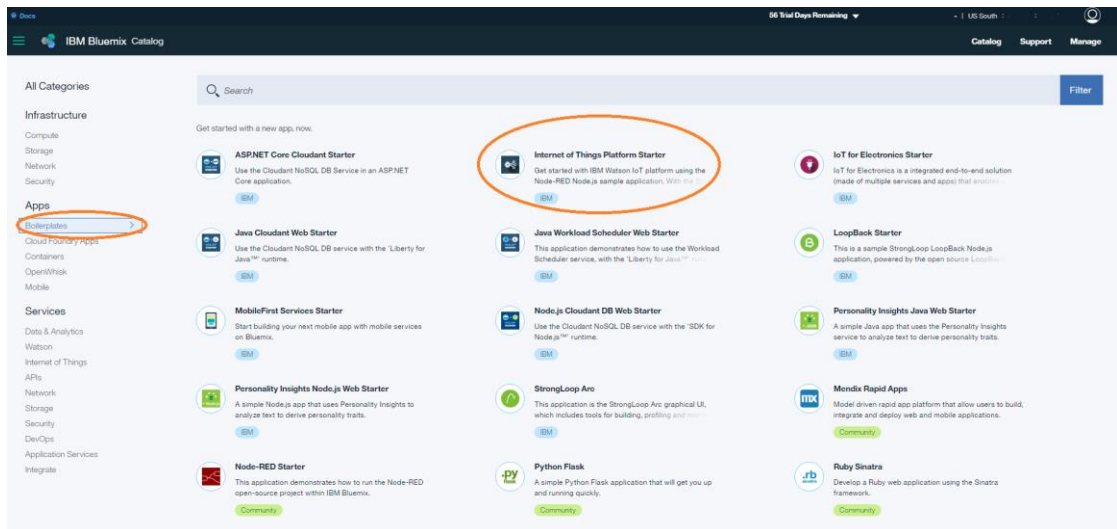 Docs
56 Trial Days Remaining
US South
IBM Bluemix Catalog
Catalog Support Manage
All Categories
Infrastructure
Compute
Storage
Network
Security
Apps
Boilerplates
Cloud Foundry Apps
Containers
OpenWhisk
Mobile
Services
Data & Analytics
Watson
Internet of Things
APIs
Network
Storage
Security
DevOps
Application Services
Integrate
Search
Filter
Get started with a new app, now.
ASP.NET Core Cloudant Starter
Use the Cloudant NoSQL DB Service in an ASP.NET
Core application.
IBM
Internet of Things Platform Starter
Get started with IBM Watson IoT platform using the
Node-RED Node.js sample application. With the
IBM
IoT for Electronics Starter
IoT for Electronics is a integrated end-to-end solution
(made of multiple services and apps) that enables
IBM
Java Cloudant Web Starter
Use the Cloudant NoSQL DB service with the 'Liberty for
Java™' runtime.
IBM
Java Workload Scheduler Web Starter
This application demonstrates how to use the Workload
Scheduler service, with the 'Liberty for Java™
IBM
LoopBack Starter
This is a sample StrongLoop LoopBack Node.js
application, powered by the open source
IBM
MobileFirst Services Starter
Start building your next mobile app with mobile services
on Bluemix.
IBM
Node.js Cloudant DB Web Starter
Use the Cloudant NoSQL DB service with the 'SDK for
Node.js™' runtime.
IBM
Personality Insights Java Web Starter
A simple Java app that uses the Personality Insights
service to analyze text to derive personality traits.
IBM
Personality Insights Node.js Web Starter
A simple Node.js app that uses Personality Insights to
analyze text to derive personality traits.
IBM
StrongLoop Arc
This application is the StrongLoop Arc graphical UI,
which includes tools for building, profiling and
IBM
mx
Mendix Rapid Apps
Model driven rapid app platform that allow users to build,
integrate and deploy web and mobile applications.
Community
Node-RED Starter
This application demonstrates how to run the Node-RED
open-source project within IBM Bluemix.
Community
.py
flask
Python Flask
A simple Python Flask application that will get you up
and running quickly.
Community
.rb
sinatra
Ruby Sinatra
Develop a Ruby web application using the Sinatra
framework.
Community